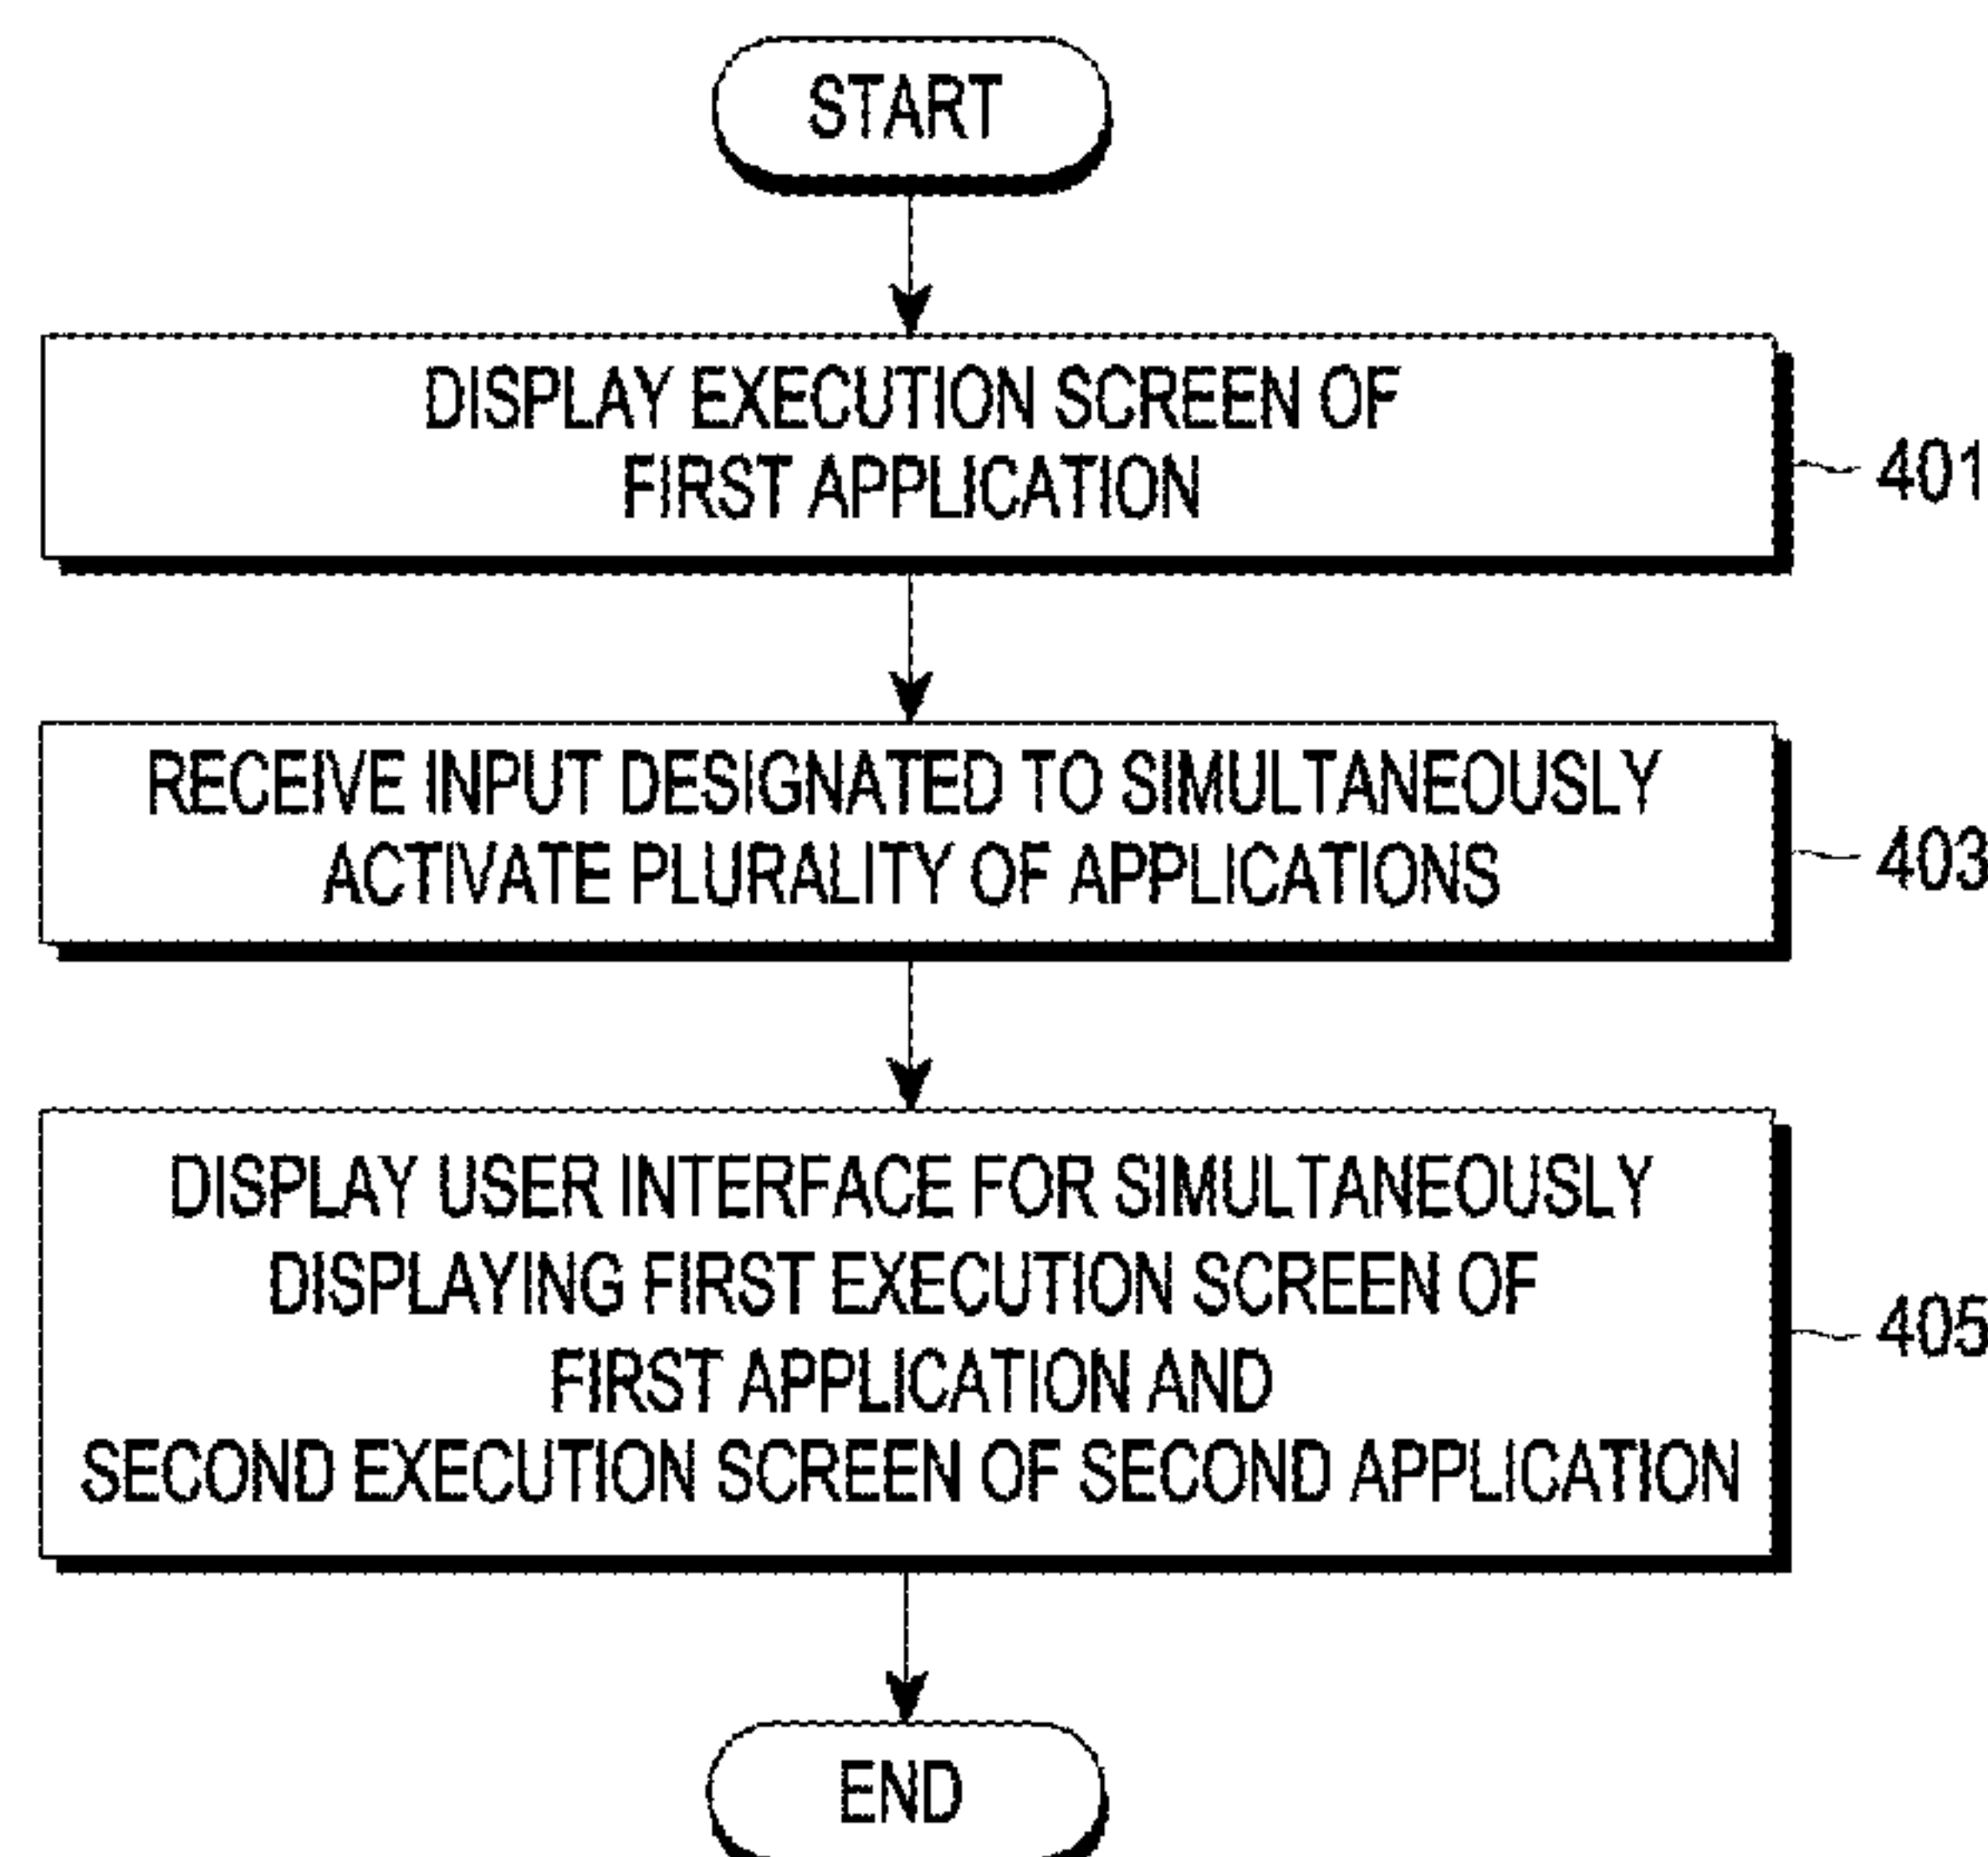 START
DISPLAY EXECUTION SCREEN OF
FIRST APPLICATION
401
RECEIVE INPUT DESIGNATED TO SIMULTANEOUSLY
ACTIVATE PLURALITY OF APPLICATIONS
403
DISPLAY USER INTERFACE FOR SIMULTANEOUSLY
DISPLAYING FIRST EXECUTION SCREEN OF
FIRST APPLICATION AND
SECOND EXECUTION SCREEN OF SECOND APPLICATION
405
END